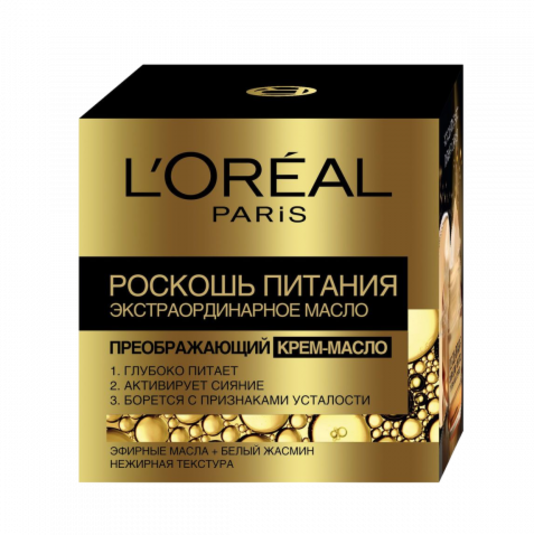 L'ORÉAL
PARiS
РОСКОШЬ ПИТАНИЯ
ЭКСТРАОРДИНАРНОЕ МАСЛО
ПРЕОБРАЖАЮЩИЙ КРЕМ-МАСЛО
1. ГЛУБОКО ПИТАЕТ
2. АКТИВИРУЕТ СИЯНИЕ
3. БОРЕТСЯ С ПРИЗНАКАМИ УСТАЛОСТИ
ЭФИРНЫЕ МАСЛА + БЕЛЫЙ ЖАСМИН
НЕЖИРНАЯ ТЕКСТУРА